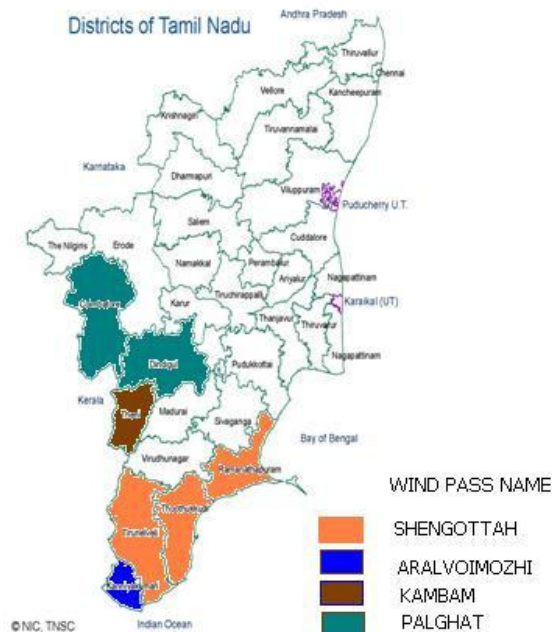 Andhra Pradesh
Districts of Tamil Nadu
Thiruvallur
Chennai
Vellore
Kancheepuram
Krishnagiri
Tiruvannamalai
Karnataka
Dharmapuri
Viluppuram
Puducherry U.T.
Salem
Cuddalore
The Nilgiris
Erode
Namakkal
Perambalur
Ariyalur
Nagapattinam
Coimbatore
Karur
Tiruchirappalli
Karaikal (UT)
Thanjavur
Thiruvarur
Dindigul
Pudukkottai
Nagapattinam
Kerala
Theni
Madurai
Sivaganga
Bay of Bengal
Virudhunagar
Ramanathapuram
WIND PASS NAME
Thoothukkudi
Tirunelveli
SHENGOTTAH
ARALVOIMOZHI
Kanniyakumari
KAMBAM
© NIC, TNSC
Indian Ocean
PALGHAT